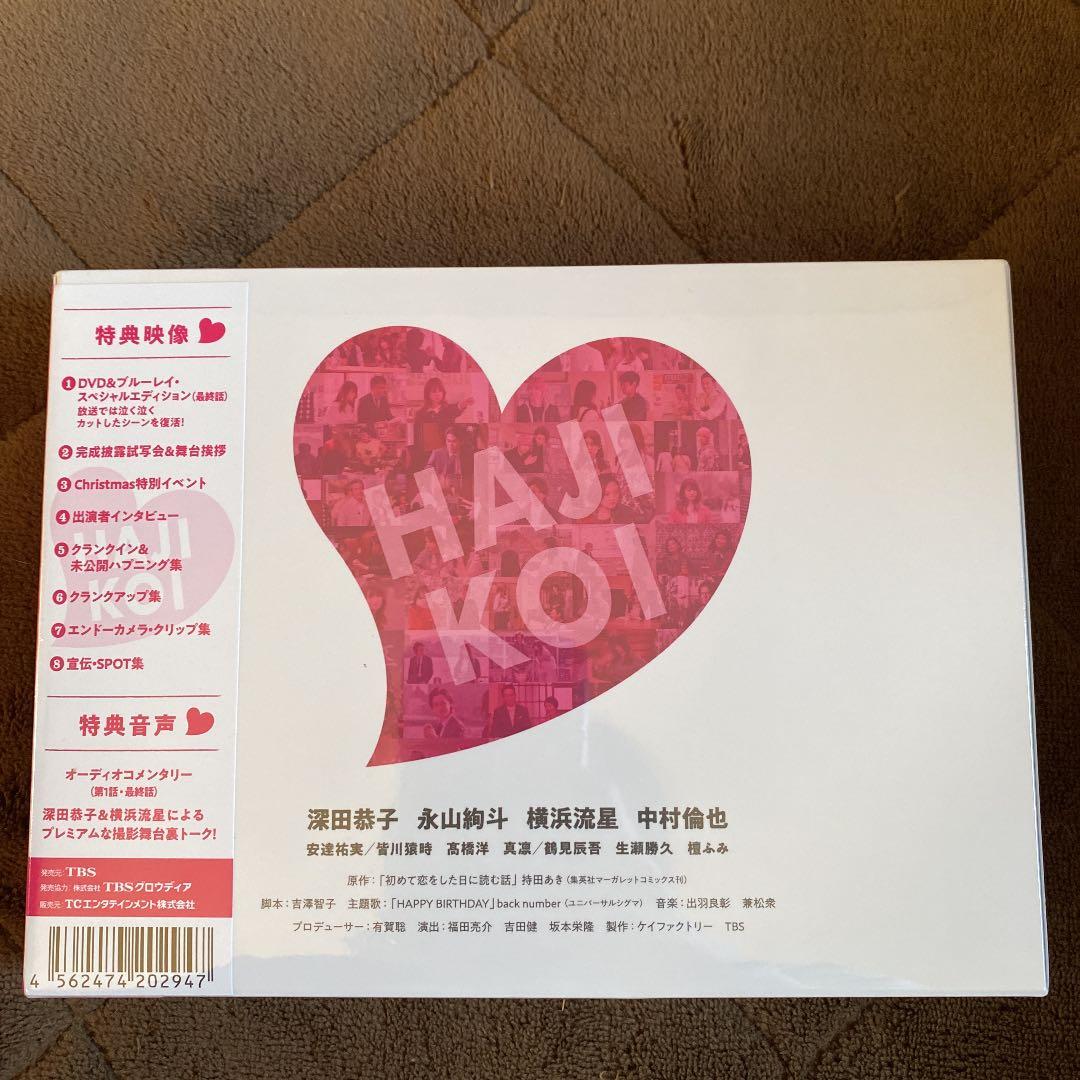 特典映像
❶DVD&ブルーレイ・
スペシャルエディション(最終話)
放送では泣く泣く
カットしたシーンを復活!
❷完成披露試写会&舞台挨拶
❸Christmas特別イベント
❹出演者インタビュー
❺クランクイン&
未公開ハプニング集
❻クランクアップ集
❼エンドーカメラ・クリップ集
❽宣伝・SPOT集
HAJI
KOI
特典音声
オーディオコメンタリー
(第1話・最終話)
深田恭子&横浜流星による
プレミアムな撮影舞台裏トーク!
発売元:TBS
発売協力:株式会社 TBSグロウディア
販売元:TCエンタテインメント株式会社
4 562474 202947
HAJI
KOI
深田恭子 永山絢斗 横浜流星 中村倫也
安達祐実/皆川猿時 髙橋洋 真凛/鶴見辰吾 生瀬勝久 檀ふみ
原作:「初めて恋をした日に読む話」持田あき(集英社マーガレットコミックス刊)
脚本:吉澤智子 主題歌:「HAPPY BIRTHDAY」back number(ユニバーサルシグマ) 音楽:出羽良彰 兼松衆
プロデューサー:有賀聡 演出:福田亮介 吉田健 坂本栄隆 製作:ケイファクトリー TBS